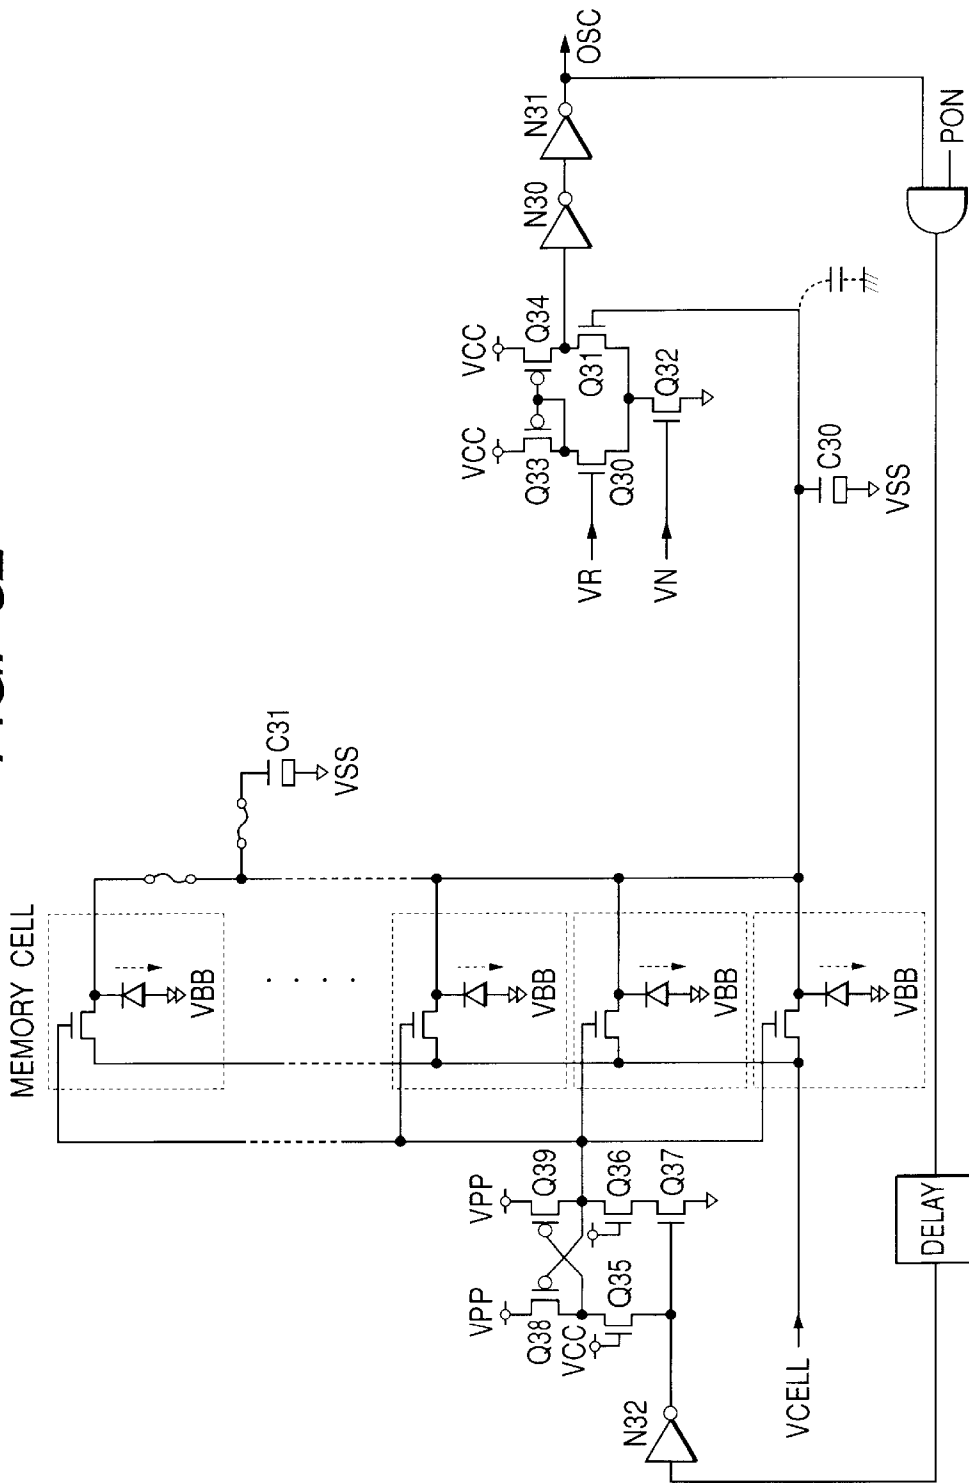 MEMORY CELL
VBB
VBB
VBB
VBB
C31
VSS
VPP
VPP
Q38
Q39
VCC
Q35
Q36
Q37
N32
VCELL
DELAY
VCC
VCC
Q33
Q34
Q30
Q31
Q32
VR
VN
C30
VSS
N30
N31
OSC
PON